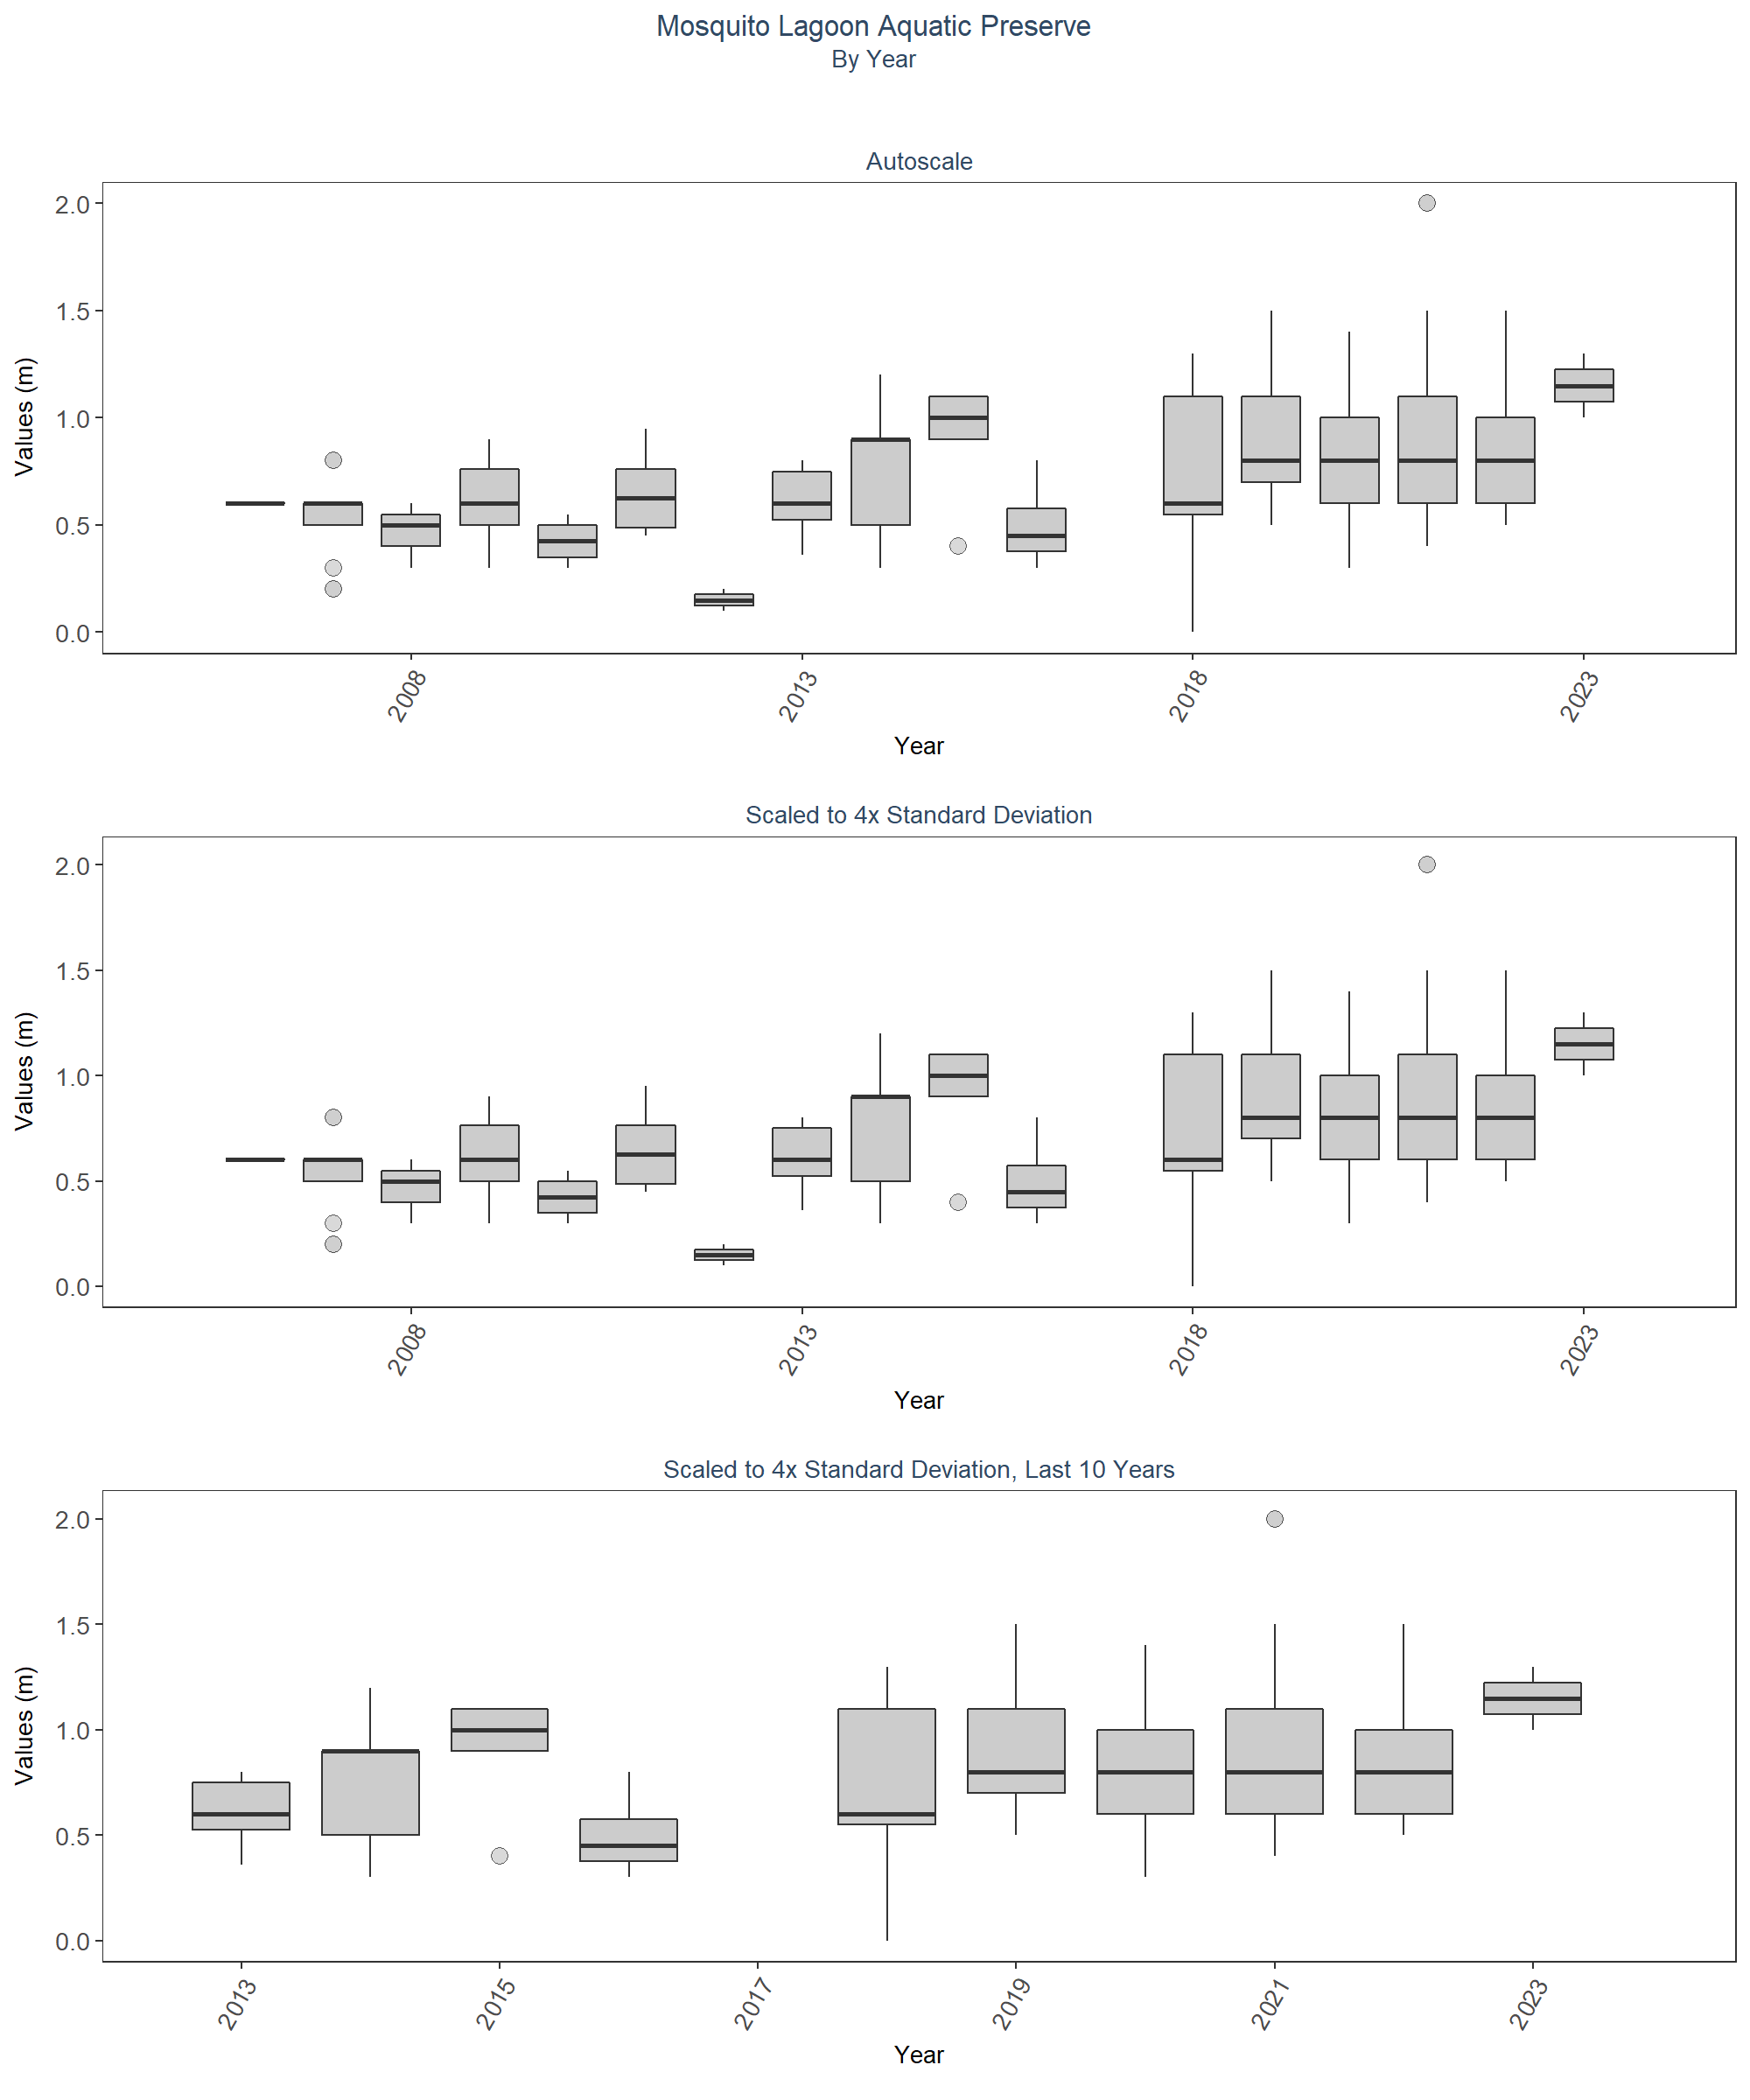 Mosquito Lagoon Aquatic Preserve
By Year
Autoscale
Values (m)
2.0
1.5
1.0
0.5
0.0
2008 2013 2018 2023
Year
Scaled to 4x Standard Deviation
Values (m)
2.0
1.5
1.0
0.5
0.0
2008 2013 2018 2023
Year
Scaled to 4x Standard Deviation, Last 10 Years
Values (m)
2.0
1.5
1.0
0.5
0.0
2013 2015 2017 2019 2021 2023
Year